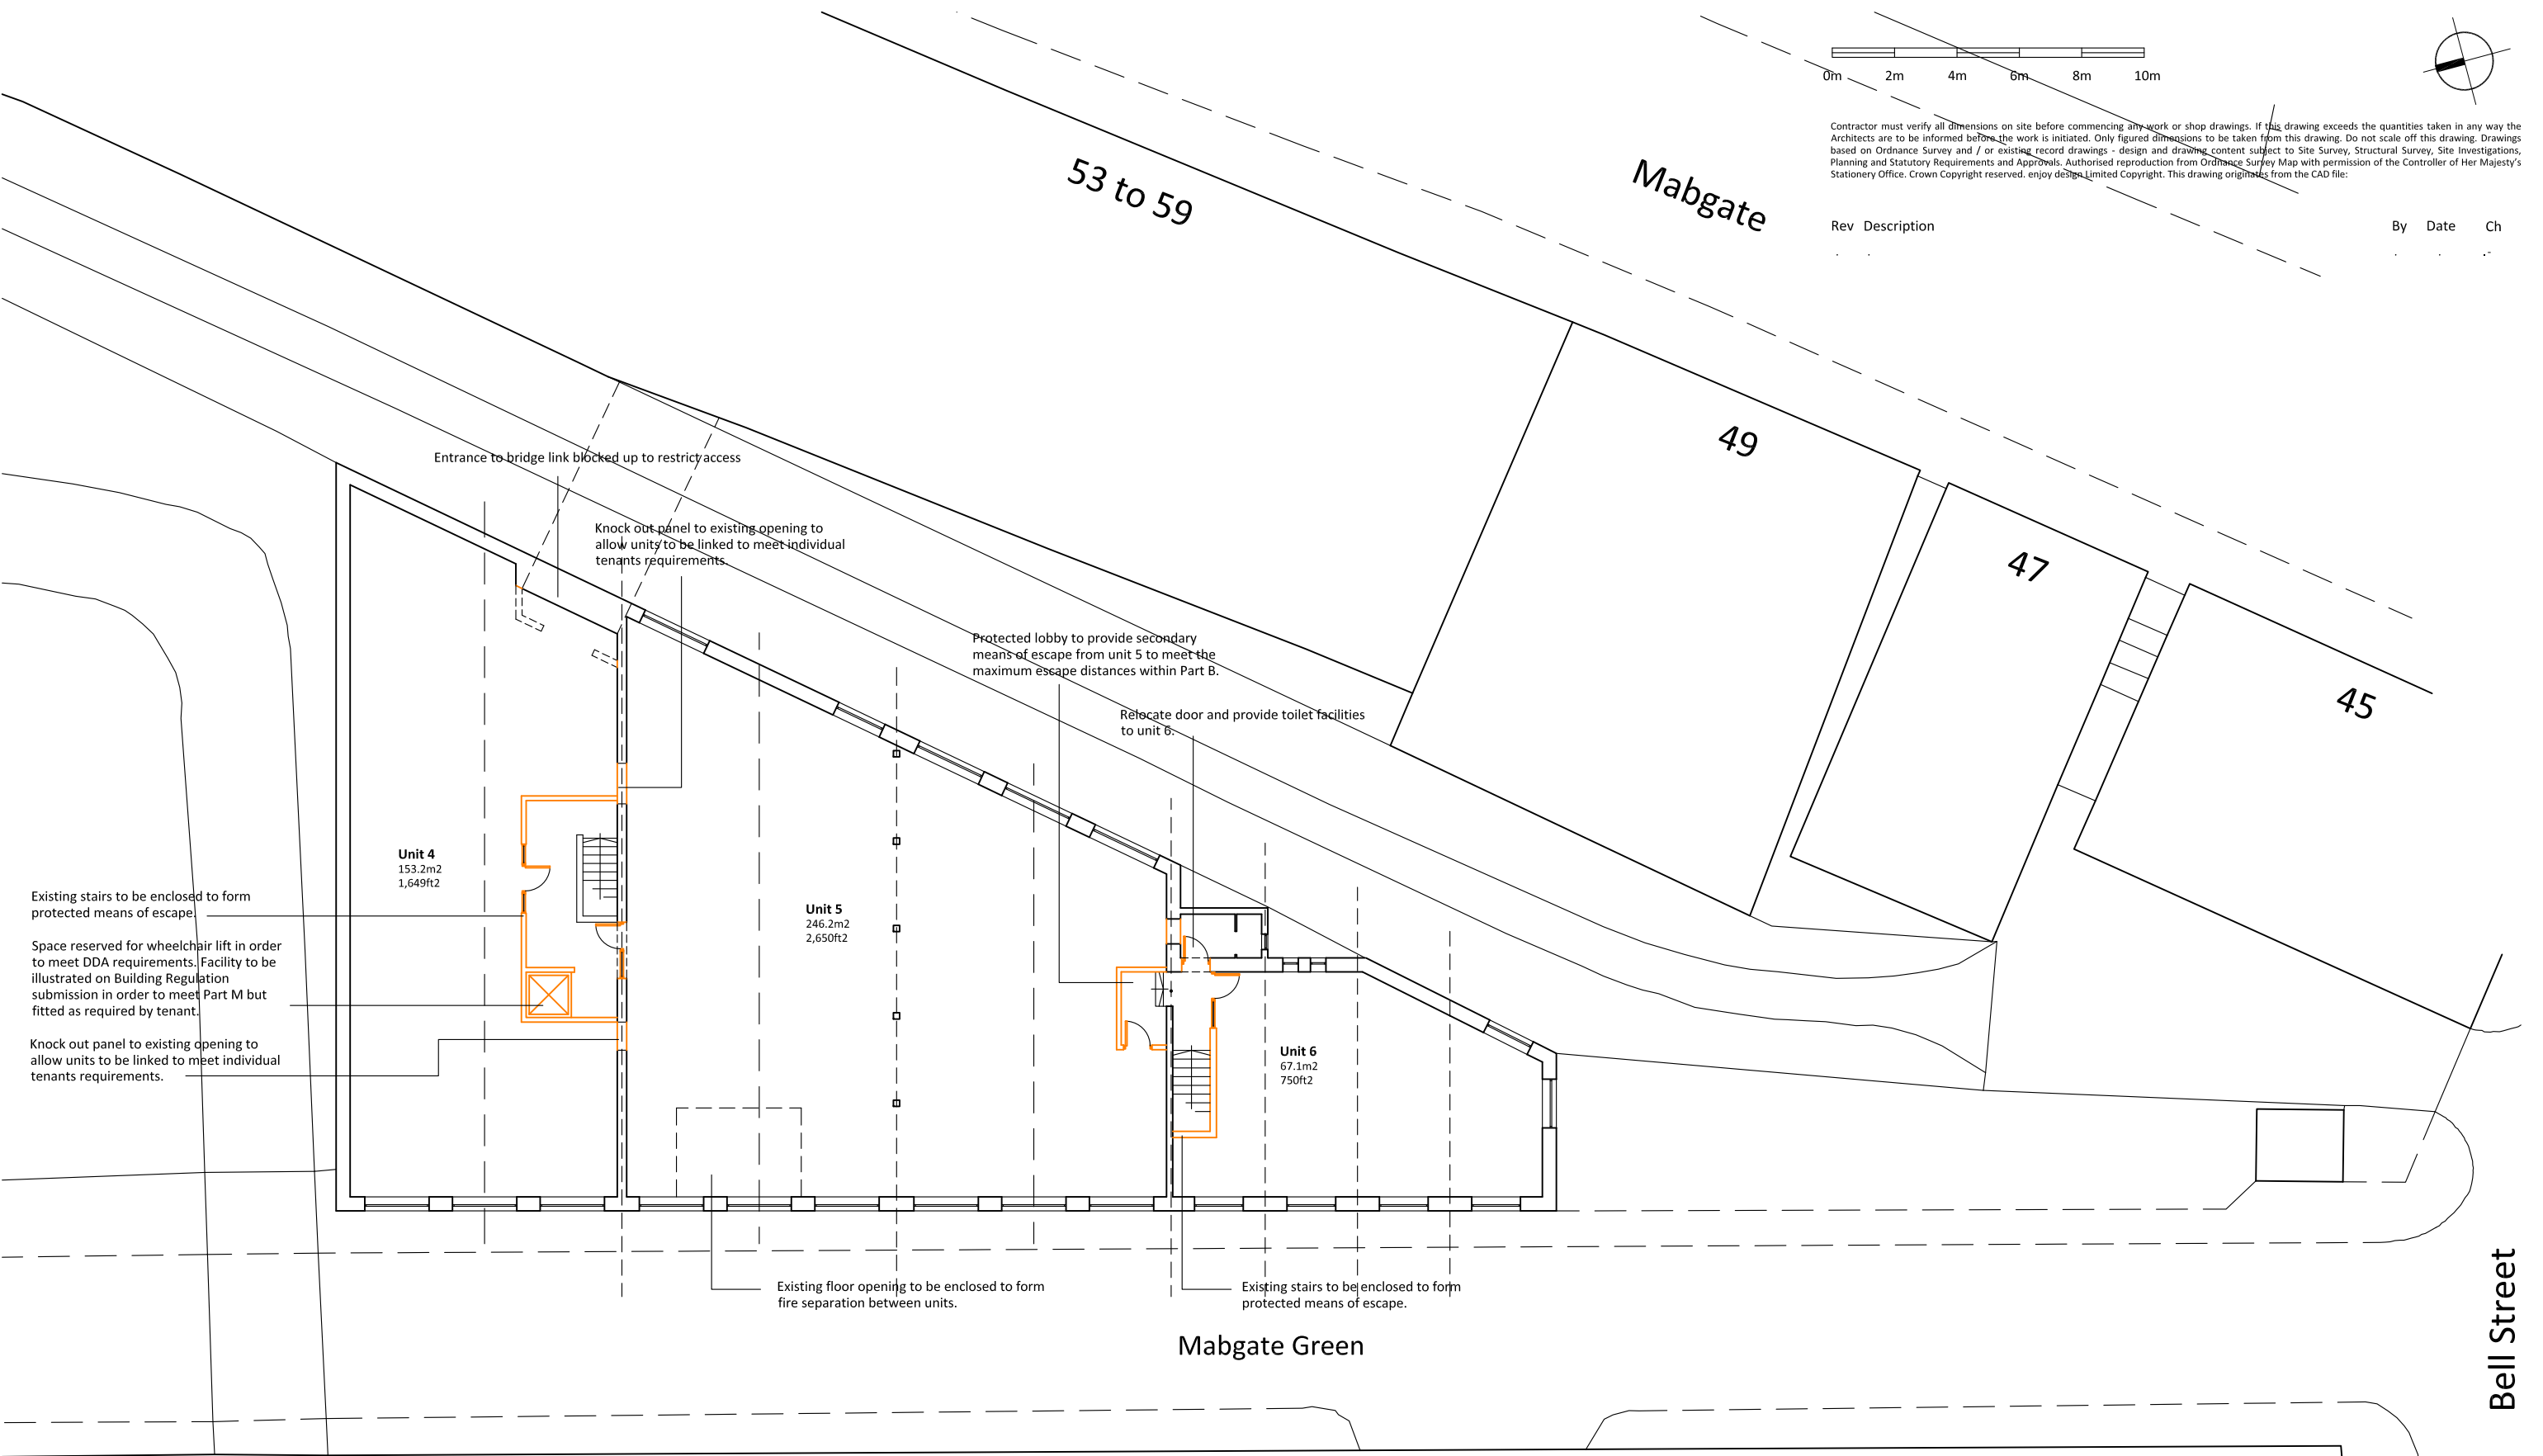 0m 2m 4m 6m 8m 10m
Contractor must verify all dimensions on site before commencing any work or shop drawings. If this drawing exceeds the quantities taken in any way the
Architects are to be informed before the work is initiated. Only figured dimensions to be taken from this drawing. Do not scale off this drawing. Drawings
based on Ordnance Survey and / or existing record drawings - design and drawing content subject to Site Survey, Structural Survey, Site Investigations,
Planning and Statutory Requirements and Approvals. Authorised reproduction from Ordnance Survey Map with permission of the Controller of Her Majesty's
Stationery Office. Crown Copyright reserved. enjoy design Limited Copyright. This drawing originates from the CAD file:
Rev Description By Date Ch
53 to 59
Mabgate
49
47
45
Entrance to bridge link blocked up to restrict access
Knock out panel to existing opening to
allow units to be linked to meet individual
tenants requirements.
Protected lobby to provide secondary
means of escape from unit 5 to meet the
maximum escape distances within Part B.
Relocate door and provide toilet facilities
to unit 6.
Unit 4
153.2m2
1,649ft2
Existing stairs to be enclosed to form
protected means of escape.
Space reserved for wheelchair lift in order
to meet DDA requirements. Facility to be
illustrated on Building Regulation
submission in order to meet Part M but
fitted as required by tenant.
Knock out panel to existing opening to
allow units to be linked to meet individual
tenants requirements.
Unit 5
246.2m2
2,650ft2
Unit 6
67.1m2
750ft2
Existing floor opening to be enclosed to form
fire separation between units.
Existing stairs to be enclosed to form
protected means of escape.
Mabgate Green
Bell Street